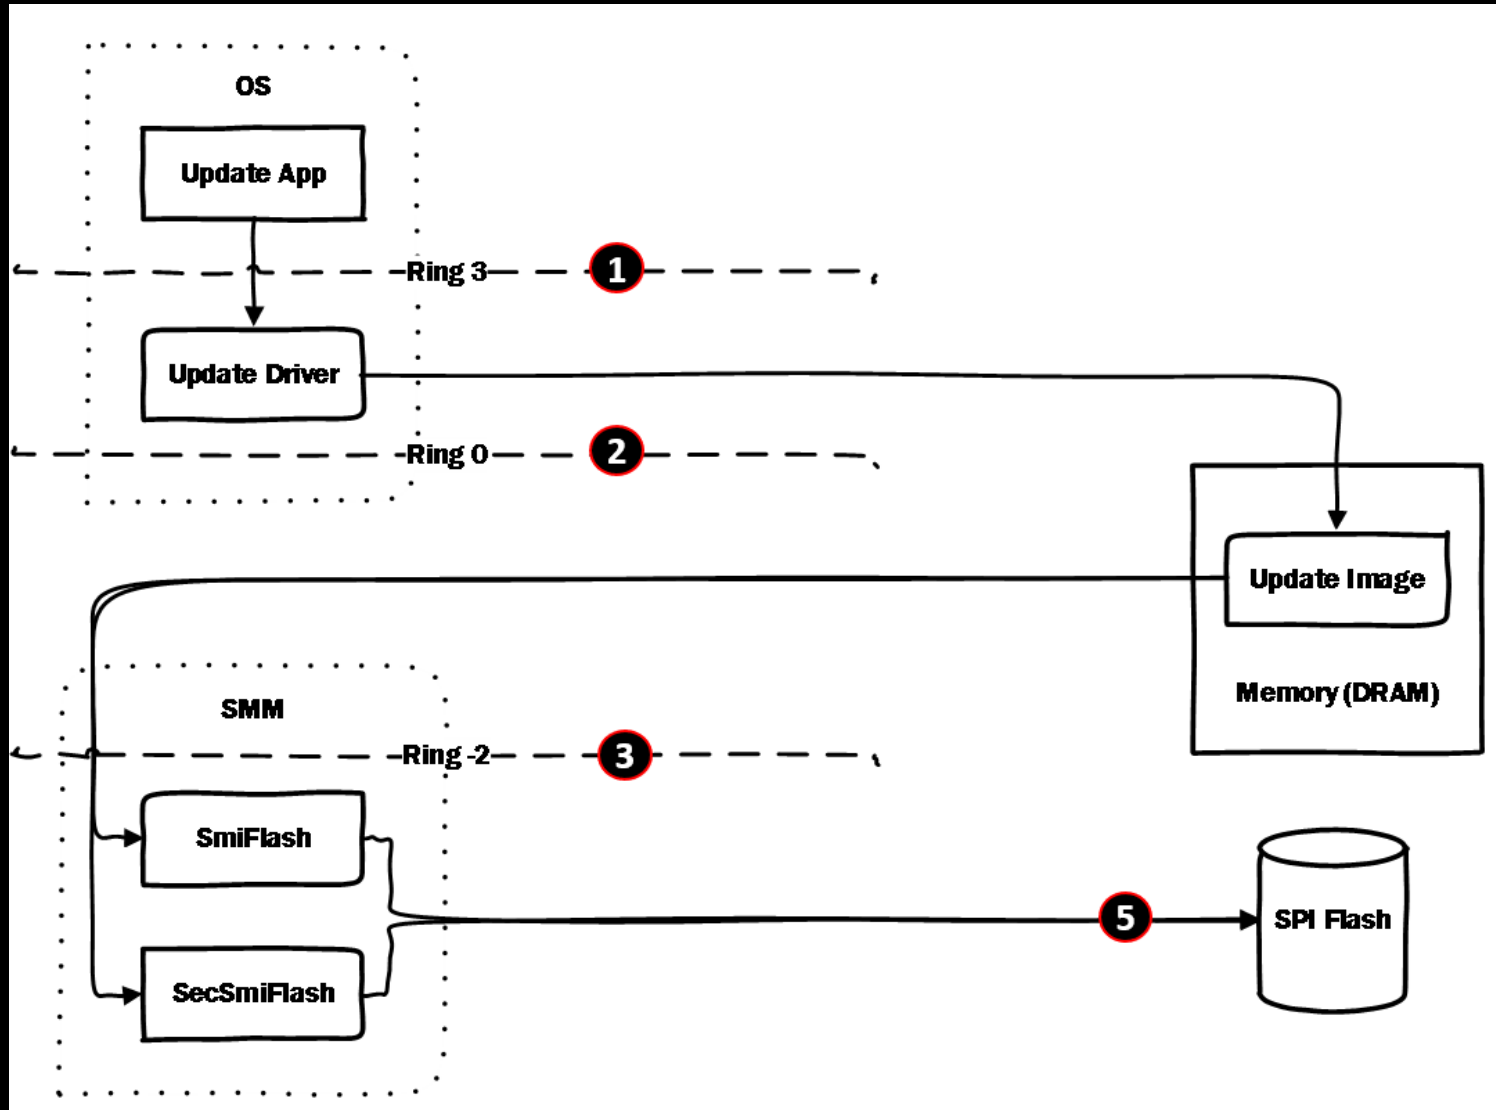 OS
Update App
Ring 3
1
Update Driver
Ring 0
2
Update Image
Memory (DRAM)
SMM
Ring -2
3
SmiFlash
5
SPI Flash
SecSmiFlash